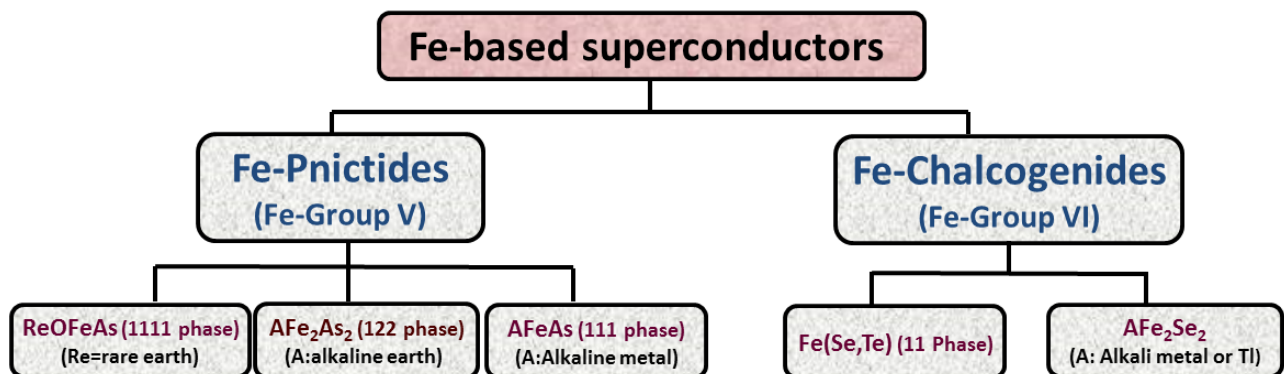 Fe-based superconductors
Fe-Pnictides
(Fe-Group V)
Fe-Chalcogenides
(Fe-Group VI)
ReOFeAs (1111 phase)
(Re=rare earth)
AFe₂As₂ (122 phase)
(A:alkaline earth)
AFeAs (111 phase)
(A:Alkaline metal)
Fe(Se,Te) (11 Phase)
AFe₂Se₂
(A: Alkali metal or Tl)